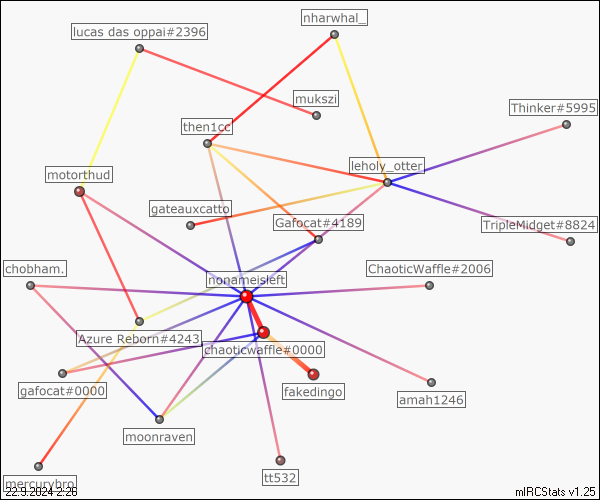 nharwhal_
lucas das oppai#2396
mukszi
Thinker#5995
then1cc
leholy_otter
motorthud
gateauxcatto
Gafocat#4189
TripleMidget#8824
chobham.
nonameisleft
ChaoticWaffle#2006
Azure Reborn#4243
chaoticwaffle#0000
gafocat#0000
fakedingo
amah1246
moonraven
tt532
mercurybro
22.9.2024 2:26
mIRCStats v1.25